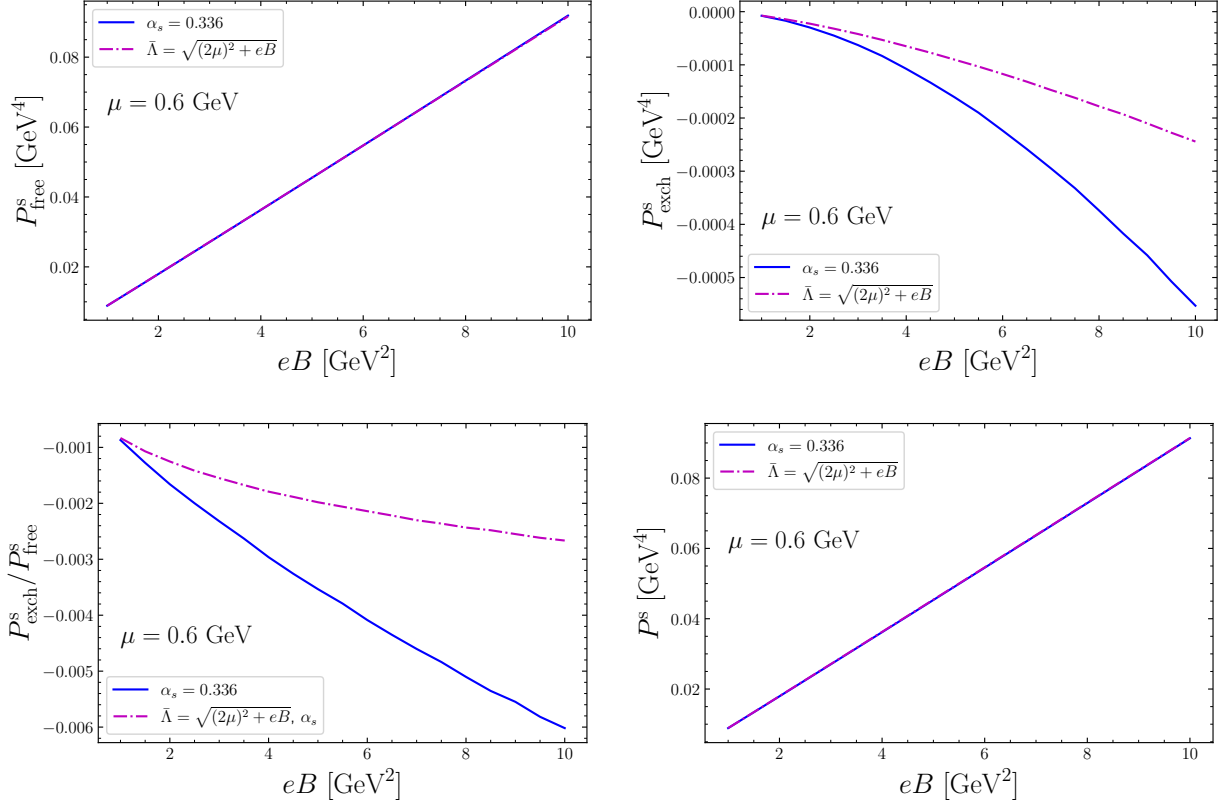 α_s = 0.336
Λ̄ = √((2μ)² + eB)
μ = 0.6 GeV
P^s_free [GeV⁴]
0.08
0.06
0.04
0.02
2 4 6 8 10
eB [GeV²]
0.0000
−0.0001
−0.0002
−0.0003
−0.0004
−0.0005
P^s_exch [GeV⁴]
μ = 0.6 GeV
α_s = 0.336
Λ̄ = √((2μ)² + eB)
2 4 6 8 10
eB [GeV²]
−0.001
−0.002
−0.003
−0.004
−0.005
−0.006
P^s_exch/P^s_free
μ = 0.6 GeV
α_s = 0.336
Λ̄ = √((2μ)² + eB), α_s
2 4 6 8 10
eB [GeV²]
α_s = 0.336
Λ̄ = √((2μ)² + eB)
μ = 0.6 GeV
P^s [GeV⁴]
0.08
0.06
0.04
0.02
2 4 6 8 10
eB [GeV²]